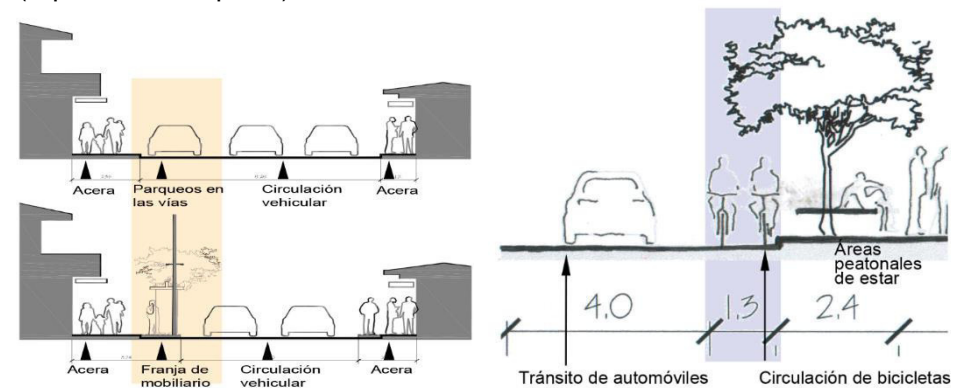 Acera
Parqueos en
las vías
Circulación
vehicular
Acera
Acera
Franja de
mobiliario
Circulación
vehicular
Acera
Áreas
peatonales
de estar
4.0
1.3
2.4
Tránsito de automóviles
Circulación de bicicletas